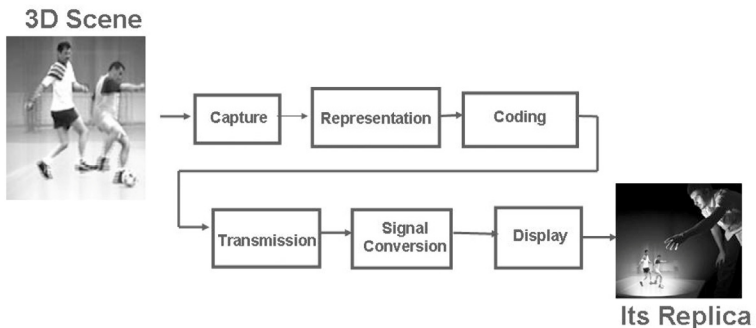 3D Scene
Capture
Representation
Coding
Transmission
Signal
Conversion
Display
Its Replica